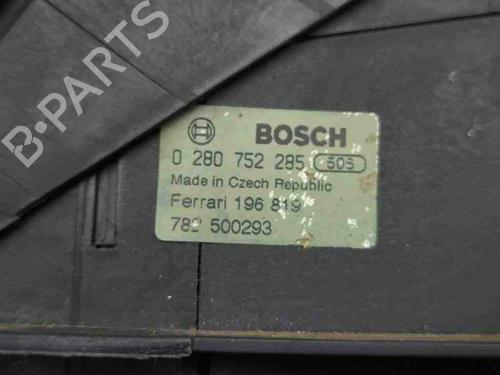 B-PARTS
BOSCH
0 280 752 285 505
Made in Czech Republic
Ferrari 196 819
782 500293